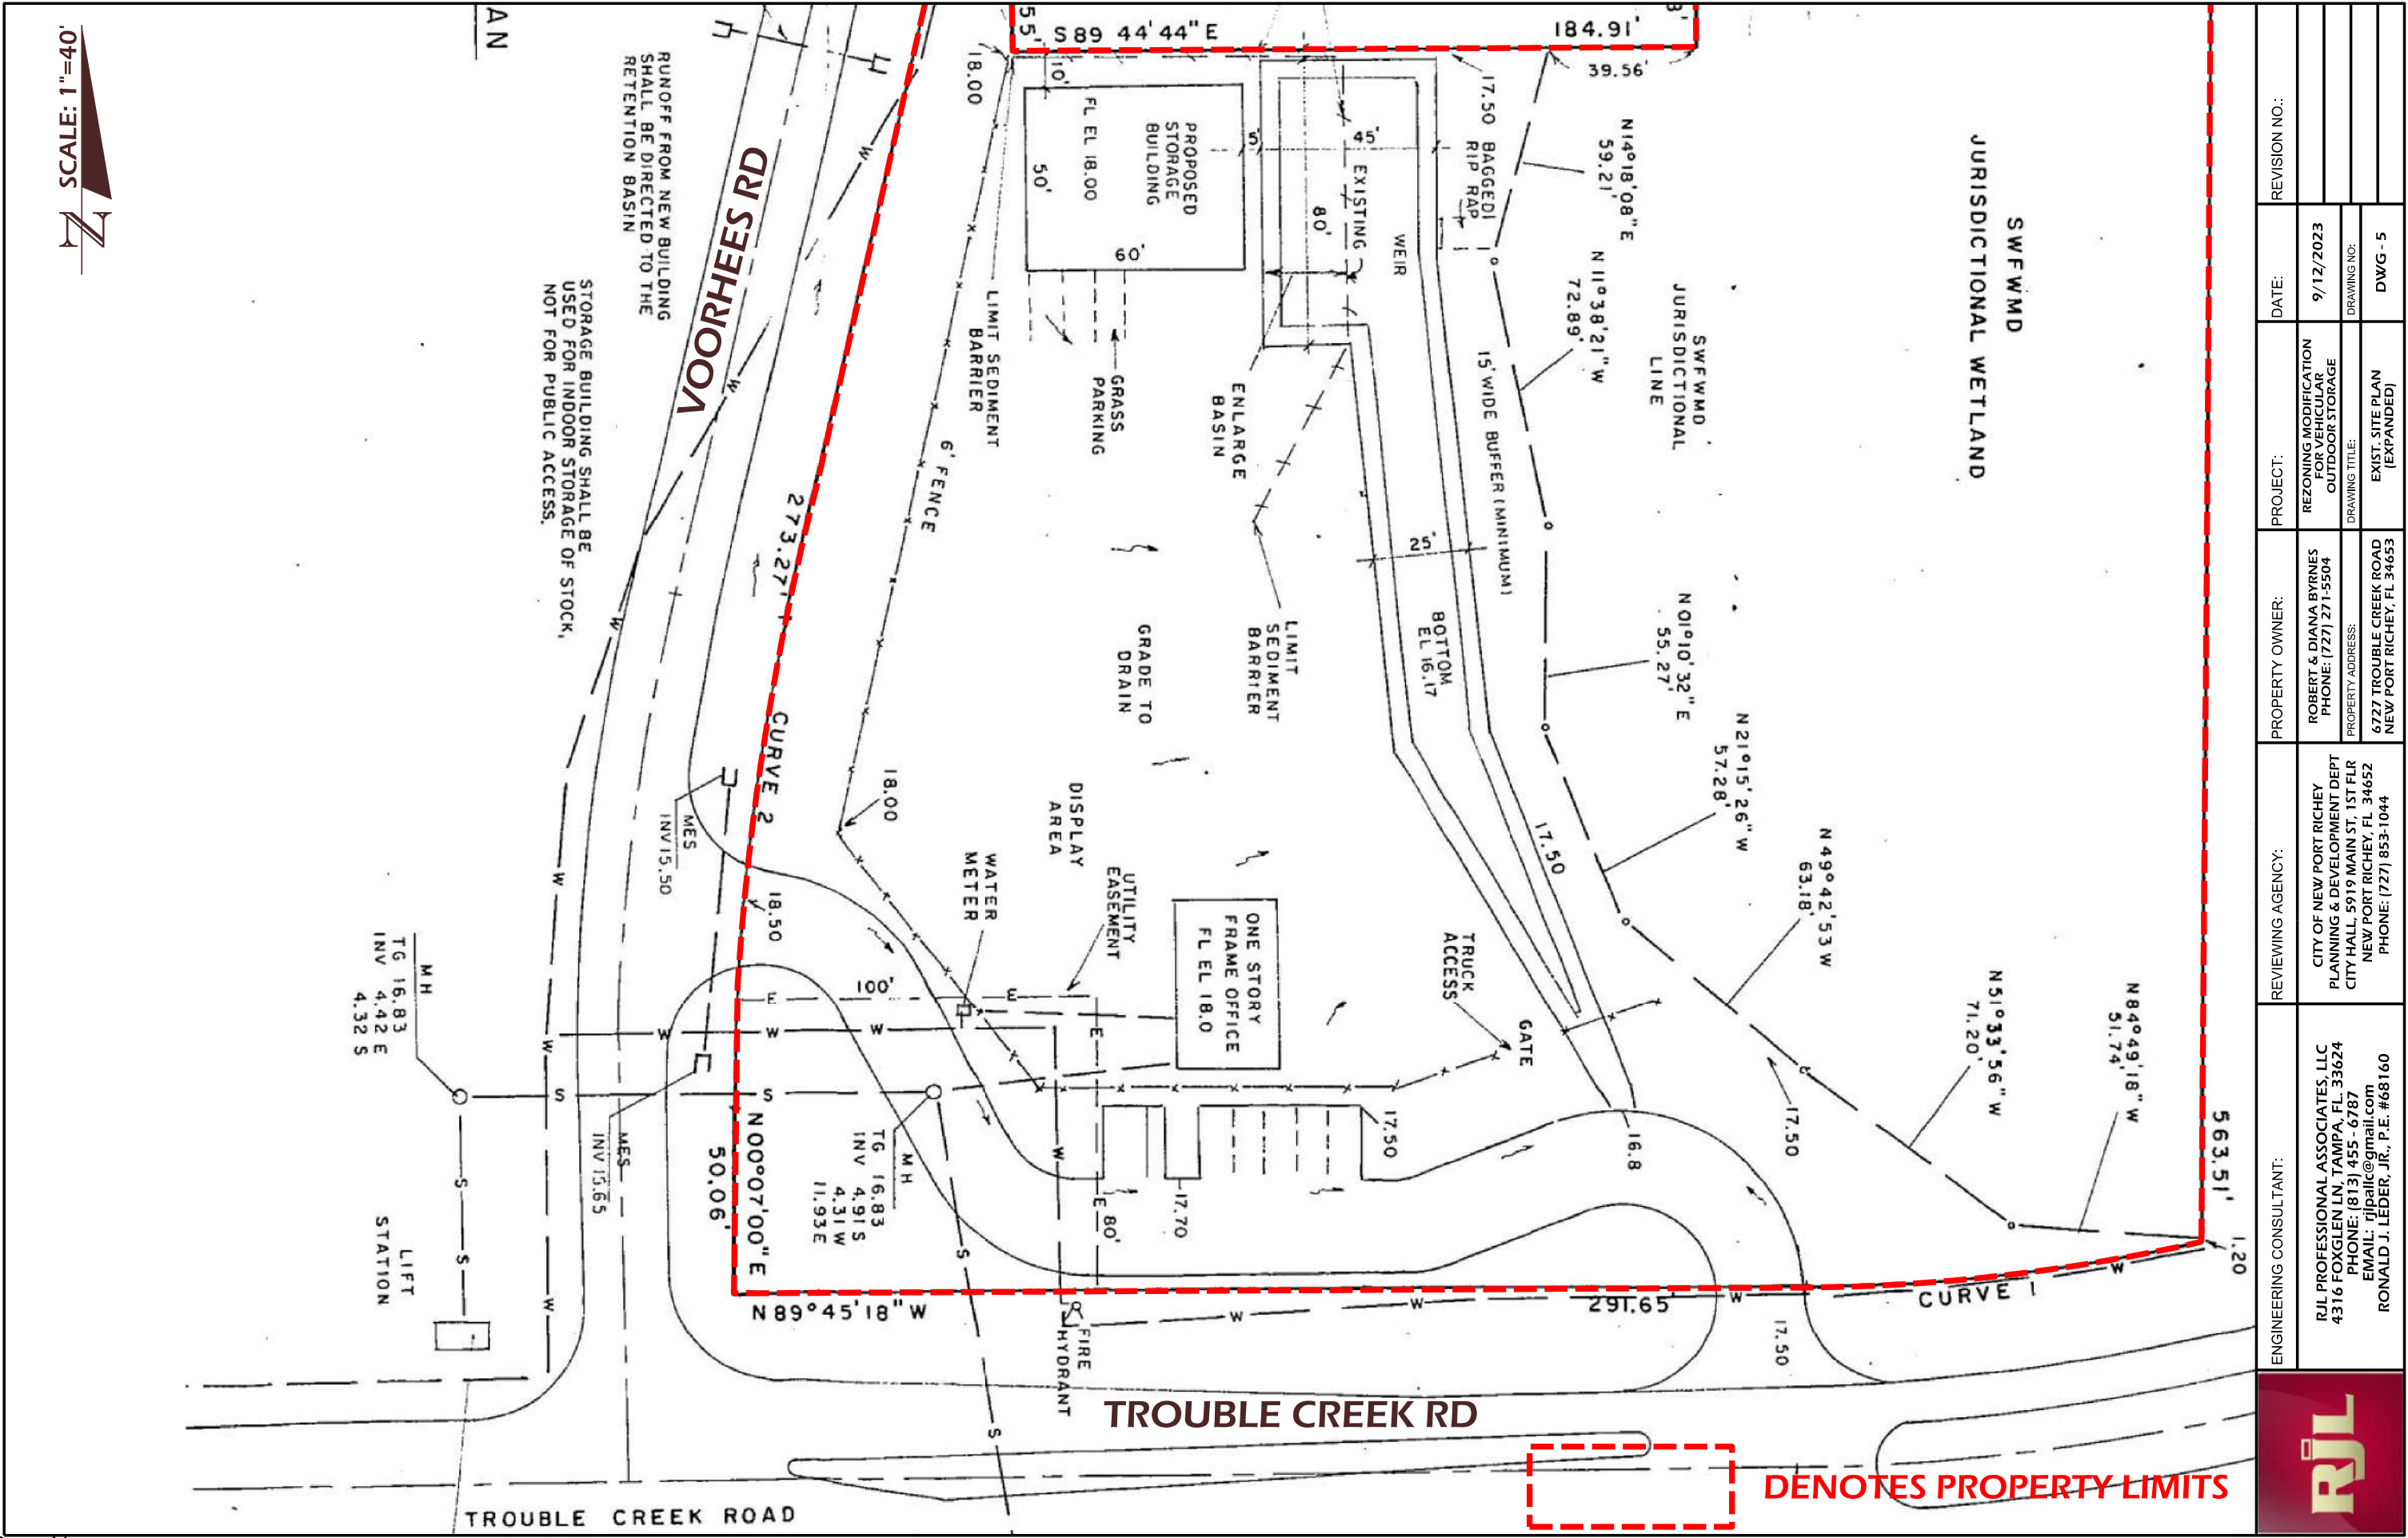 SCALE: 1"=40'
N
AN
RUNOFF FROM NEW BUILDING
SHALL BE DIRECTED TO THE
RETENTION BASIN
STORAGE BUILDING SHALL BE
USED FOR INDOOR STORAGE OF STOCK,
NOT FOR PUBLIC ACCESS.
VOORHEES RD
S89 44'44" E
184.91'
39.56'
18.00
10'
FL EL 18.00
PROPOSED
STORAGE
BUILDING
50'
60'
5'
45'
EXISTING
80'
WEIR
17.50
BAGGED
RIP RAP
N14°18'08"E
59.21'
N 11°38'21" W
72.89'
SWFWMD
JURISDICTIONAL
LINE
SWFWMD
JURISDICTIONAL WETLAND
15' WIDE BUFFER (MINIMUM)
LIMIT SEDIMENT
BARRIER
GRASS
PARKING
ENLARGE
BASIN
6' FENCE
273.27'
CURVE 2
25'
BOTTOM
EL 16.17
LIMIT
SEDIMENT
BARRIER
GRADE TO
DRAIN
N01°10'32" E
55.27'
N21°15'26" W
57.28'
N 49°42'53 W
63.18'
N 51°33'56" W
71.20'
N84°49'18" W
51.74'
563.51'
1.20
18.00
DISPLAY
AREA
WATER
METER
UTILITY
EASEMENT
ONE STORY
FRAME OFFICE
FL EL 18.0
TRUCK
ACCESS
GATE
17.50
17.50
16.8
MES
INV 15.50
18.50
100'
MH
TG 16.83
INV 4.42 E
4.32 S
MES
INV 15.65
N00°07'00" E
50.06'
MH
TG 16.83
INV 4.91 S
4.31 W
11.93 E
80'
17.70
17.50
LIFT
STATION
N 89°45'18" W
FIRE
HYDRANT
291.65'
CURVE 1
17.50
TROUBLE CREEK RD
TROUBLE CREEK ROAD
DENOTES PROPERTY LIMITS
REVISION NO.:
DATE:
9/12/2023
DRAWING NO:
DWG - 5
PROJECT:
REZONING MODIFICATION
FOR VEHICULAR
OUTDOOR STORAGE
DRAWING TITLE:
EXIST. SITE PLAN
(EXPANDED)
PROPERTY OWNER:
ROBERT & DIANA BYRNES
PHONE: (727) 271-5504
PROPERTY ADDRESS:
6727 TROUBLE CREEK ROAD
NEW PORT RICHEY, FL 34653
REVIEWING AGENCY:
CITY OF NEW PORT RICHEY
PLANNING & DEVELOPMENT DEPT
CITY HALL, 5919 MAIN ST, 1ST FLR
NEW PORT RICHEY, FL 34652
PHONE: (727) 853-1044
ENGINEERING CONSULTANT:
RJL PROFESSIONAL ASSOCIATES, LLC
4316 FOXGLEN LN, TAMPA, FL. 33624
PHONE: (813) 455 - 6787
EMAIL: rjlpallc@gmail.com
RONALD J. LEDER, JR., P.E. #68160
RJL